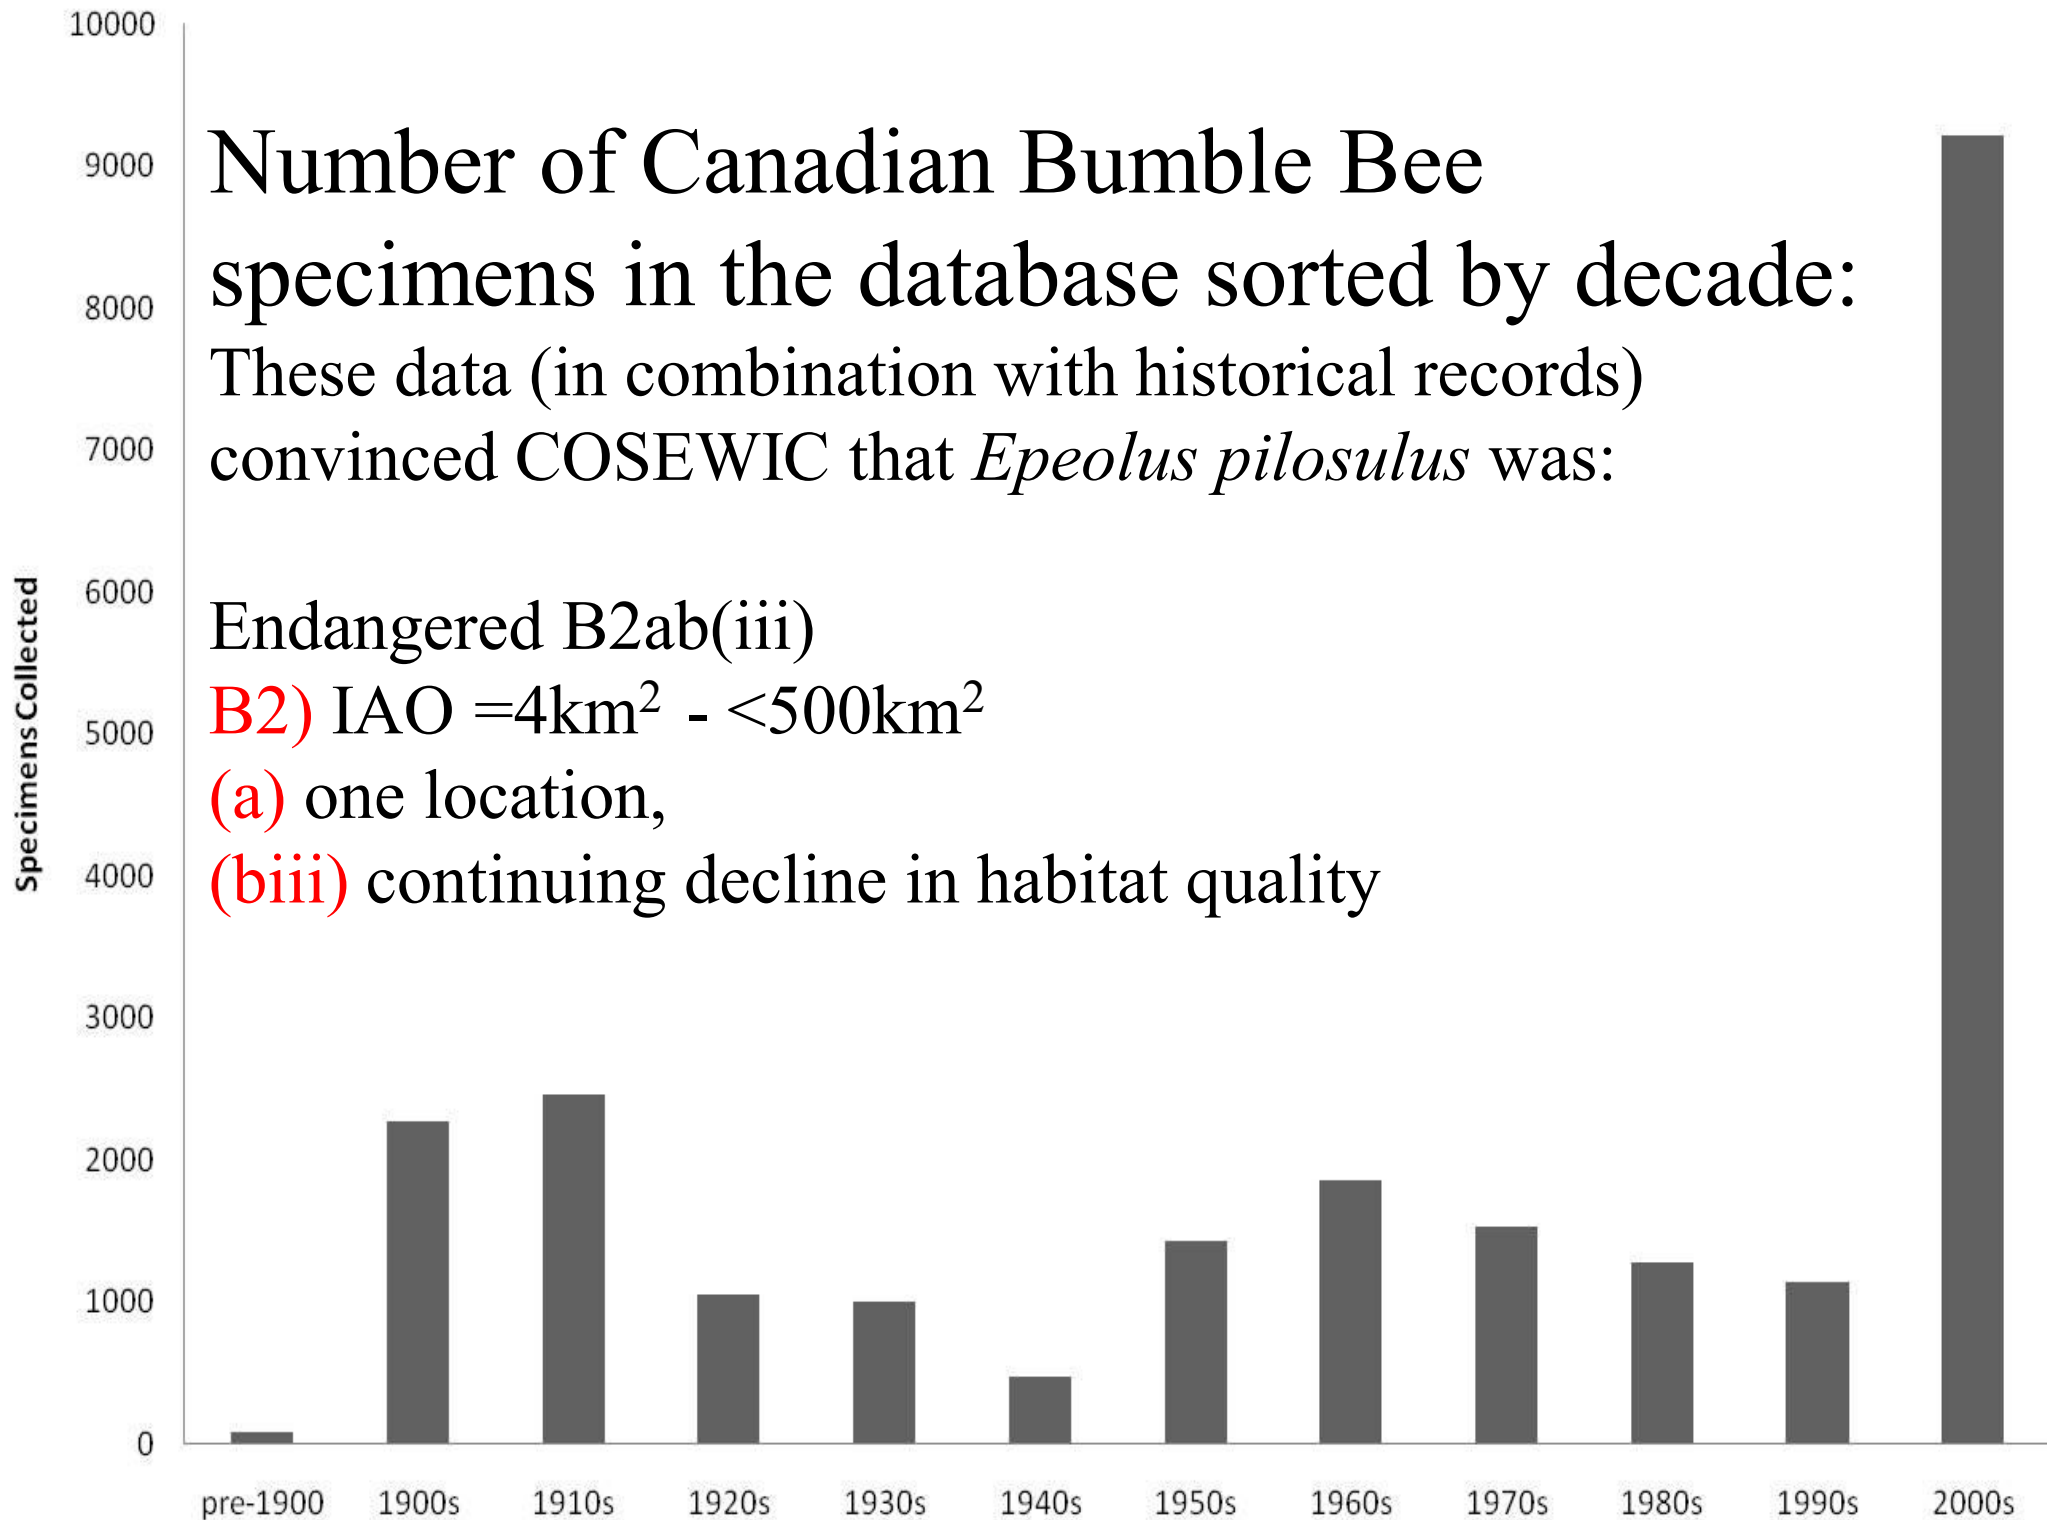 Number of Canadian Bumble Bee
specimens in the database sorted by decade:
These data (in combination with historical records)
convinced COSEWIC that Epeolus pilosulus was:
Endangered B2ab(iii)
B2) IAO =4km² - <500km²
(a) one location,
(biii) continuing decline in habitat quality
Specimens Collected
10000
9000
8000
7000
6000
5000
4000
3000
2000
1000
0
pre-1900 1900s 1910s 1920s 1930s 1940s 1950s 1960s 1970s 1980s 1990s 2000s